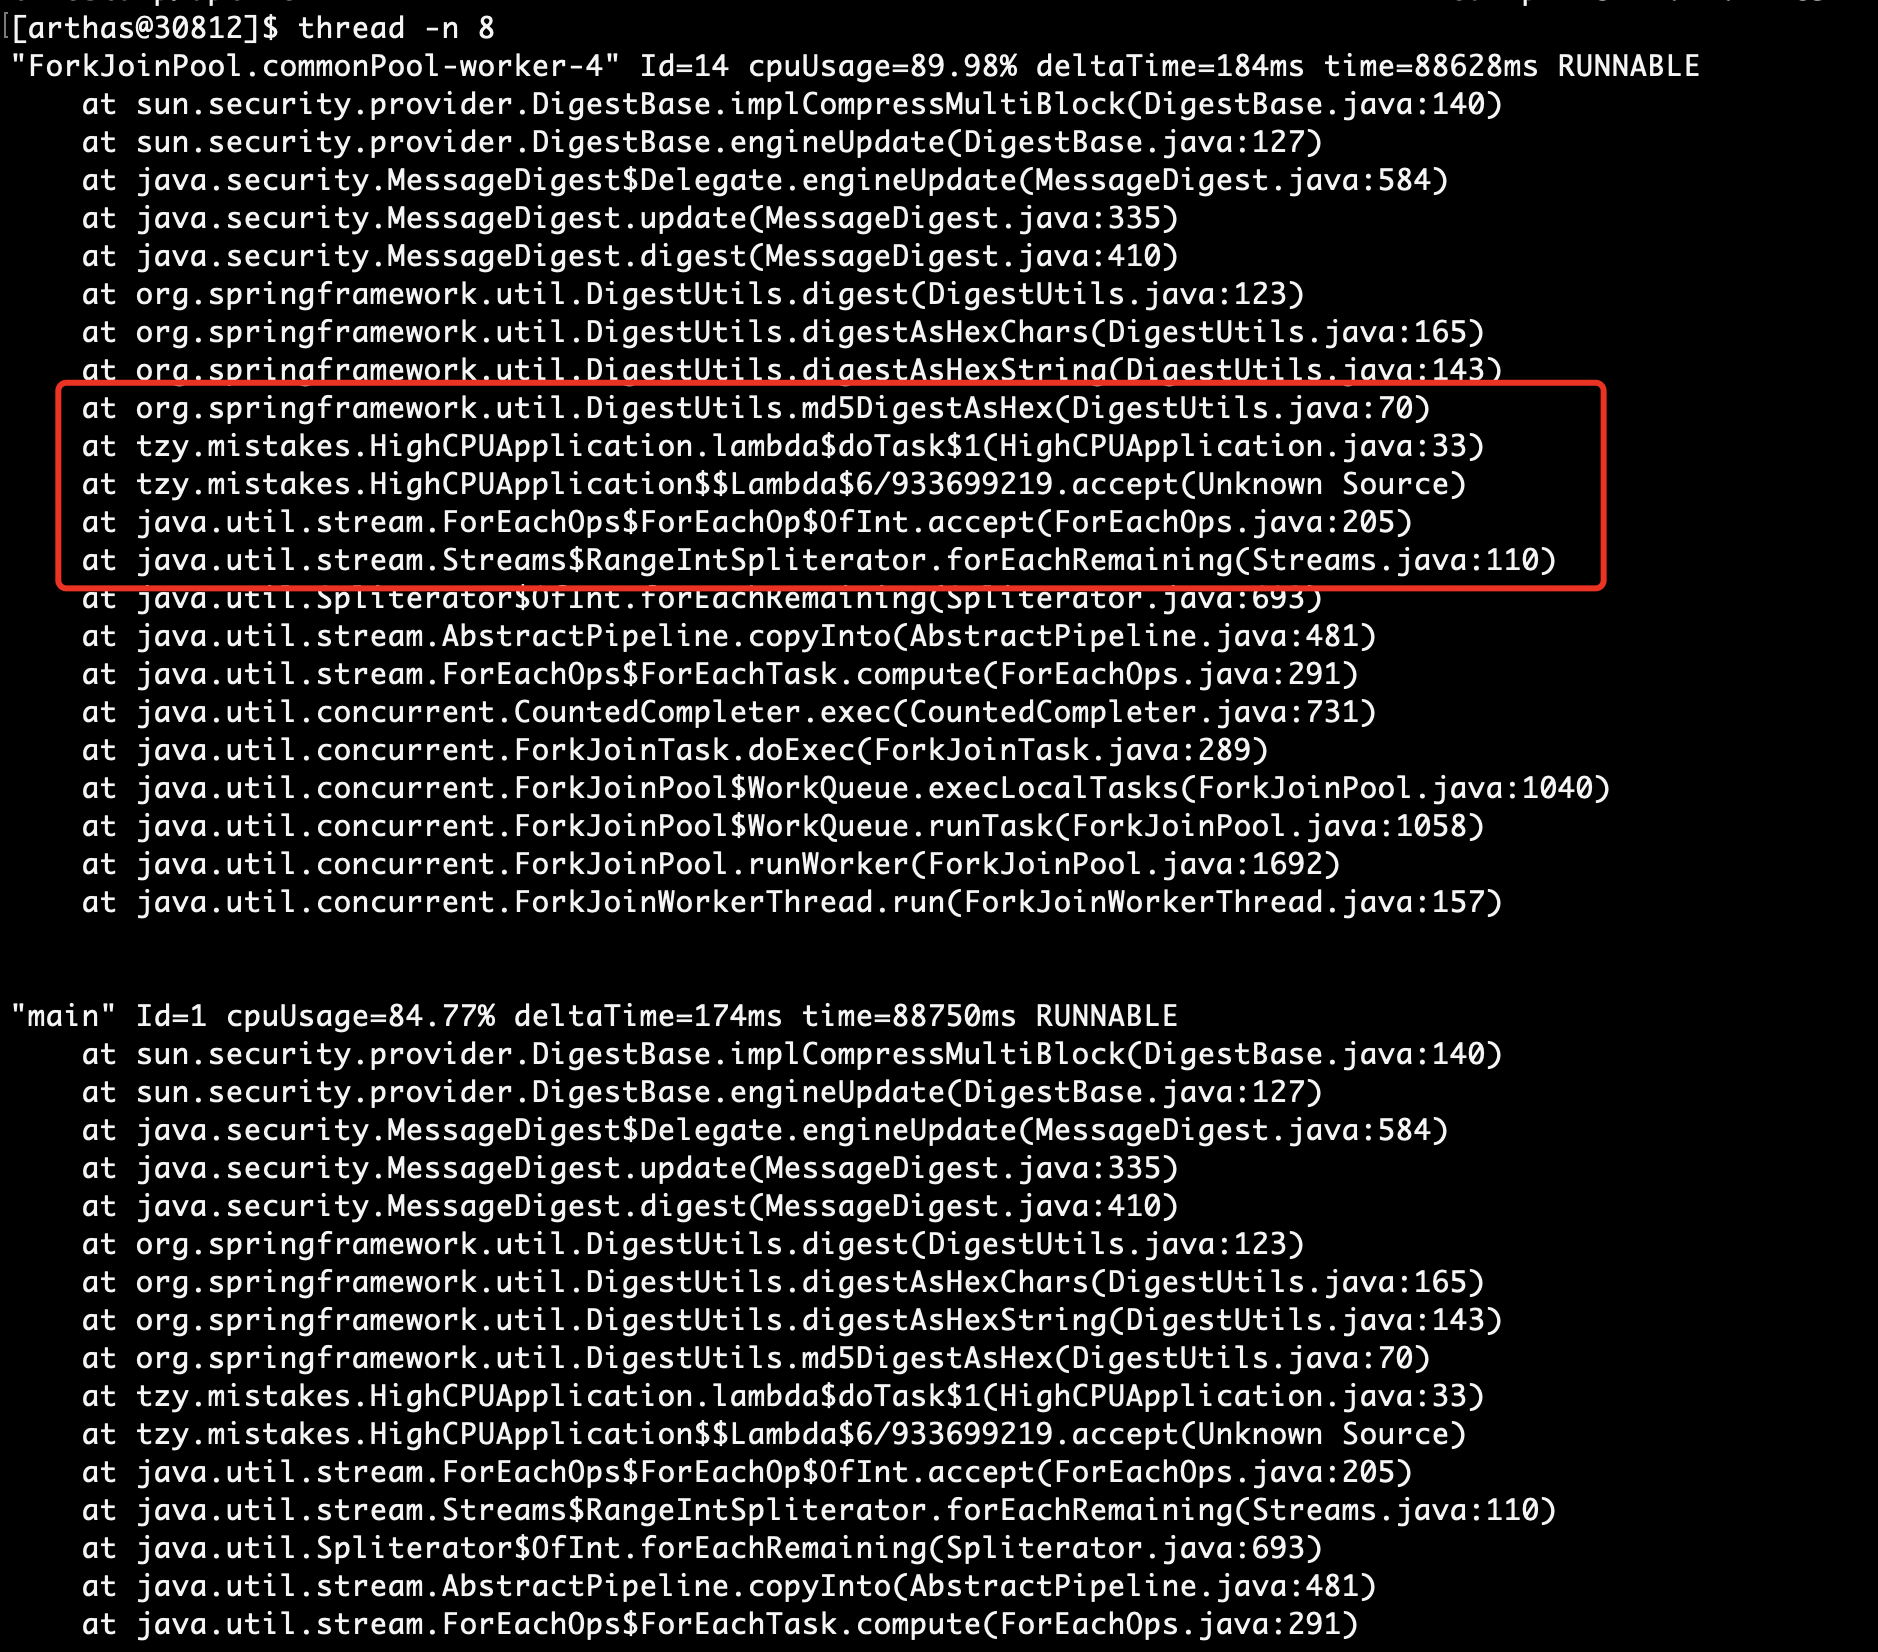 [arthas@30812]$ thread -n 8
"ForkJoinPool.commonPool-worker-4" Id=14 cpuUsage=89.98% deltaTime=184ms time=88628ms RUNNABLE
    at sun.security.provider.DigestBase.implCompressMultiBlock(DigestBase.java:140)
    at sun.security.provider.DigestBase.engineUpdate(DigestBase.java:127)
    at java.security.MessageDigest$Delegate.engineUpdate(MessageDigest.java:584)
    at java.security.MessageDigest.update(MessageDigest.java:335)
    at java.security.MessageDigest.digest(MessageDigest.java:410)
    at org.springframework.util.DigestUtils.digest(DigestUtils.java:123)
    at org.springframework.util.DigestUtils.digestAsHexChars(DigestUtils.java:165)
    at org.springframework.util.DigestUtils.digestAsHexString(DigestUtils.java:143)
    at org.springframework.util.DigestUtils.md5DigestAsHex(DigestUtils.java:70)
    at tzy.mistakes.HighCPUApplication.lambda$doTask$1(HighCPUApplication.java:33)
    at tzy.mistakes.HighCPUApplication$$Lambda$6/933699219.accept(Unknown Source)
    at java.util.stream.ForEachOps$ForEachOp$OfInt.accept(ForEachOps.java:205)
    at java.util.stream.Streams$RangeIntSpliterator.forEachRemaining(Streams.java:110)
    at java.util.Spliterator$OfInt.forEachRemaining(Spliterator.java:693)
    at java.util.stream.AbstractPipeline.copyInto(AbstractPipeline.java:481)
    at java.util.stream.ForEachOps$ForEachTask.compute(ForEachOps.java:291)
    at java.util.concurrent.CountedCompleter.exec(CountedCompleter.java:731)
    at java.util.concurrent.ForkJoinTask.doExec(ForkJoinTask.java:289)
    at java.util.concurrent.ForkJoinPool$WorkQueue.execLocalTasks(ForkJoinPool.java:1040)
    at java.util.concurrent.ForkJoinPool$WorkQueue.runTask(ForkJoinPool.java:1058)
    at java.util.concurrent.ForkJoinPool.runWorker(ForkJoinPool.java:1692)
    at java.util.concurrent.ForkJoinWorkerThread.run(ForkJoinWorkerThread.java:157)
"main" Id=1 cpuUsage=84.77% deltaTime=174ms time=88750ms RUNNABLE
    at sun.security.provider.DigestBase.implCompressMultiBlock(DigestBase.java:140)
    at sun.security.provider.DigestBase.engineUpdate(DigestBase.java:127)
    at java.security.MessageDigest$Delegate.engineUpdate(MessageDigest.java:584)
    at java.security.MessageDigest.update(MessageDigest.java:335)
    at java.security.MessageDigest.digest(MessageDigest.java:410)
    at org.springframework.util.DigestUtils.digest(DigestUtils.java:123)
    at org.springframework.util.DigestUtils.digestAsHexChars(DigestUtils.java:165)
    at org.springframework.util.DigestUtils.digestAsHexString(DigestUtils.java:143)
    at org.springframework.util.DigestUtils.md5DigestAsHex(DigestUtils.java:70)
    at tzy.mistakes.HighCPUApplication.lambda$doTask$1(HighCPUApplication.java:33)
    at tzy.mistakes.HighCPUApplication$$Lambda$6/933699219.accept(Unknown Source)
    at java.util.stream.ForEachOps$ForEachOp$OfInt.accept(ForEachOps.java:205)
    at java.util.stream.Streams$RangeIntSpliterator.forEachRemaining(Streams.java:110)
    at java.util.Spliterator$OfInt.forEachRemaining(Spliterator.java:693)
    at java.util.stream.AbstractPipeline.copyInto(AbstractPipeline.java:481)
    at java.util.stream.ForEachOps$ForEachTask.compute(ForEachOps.java:291)